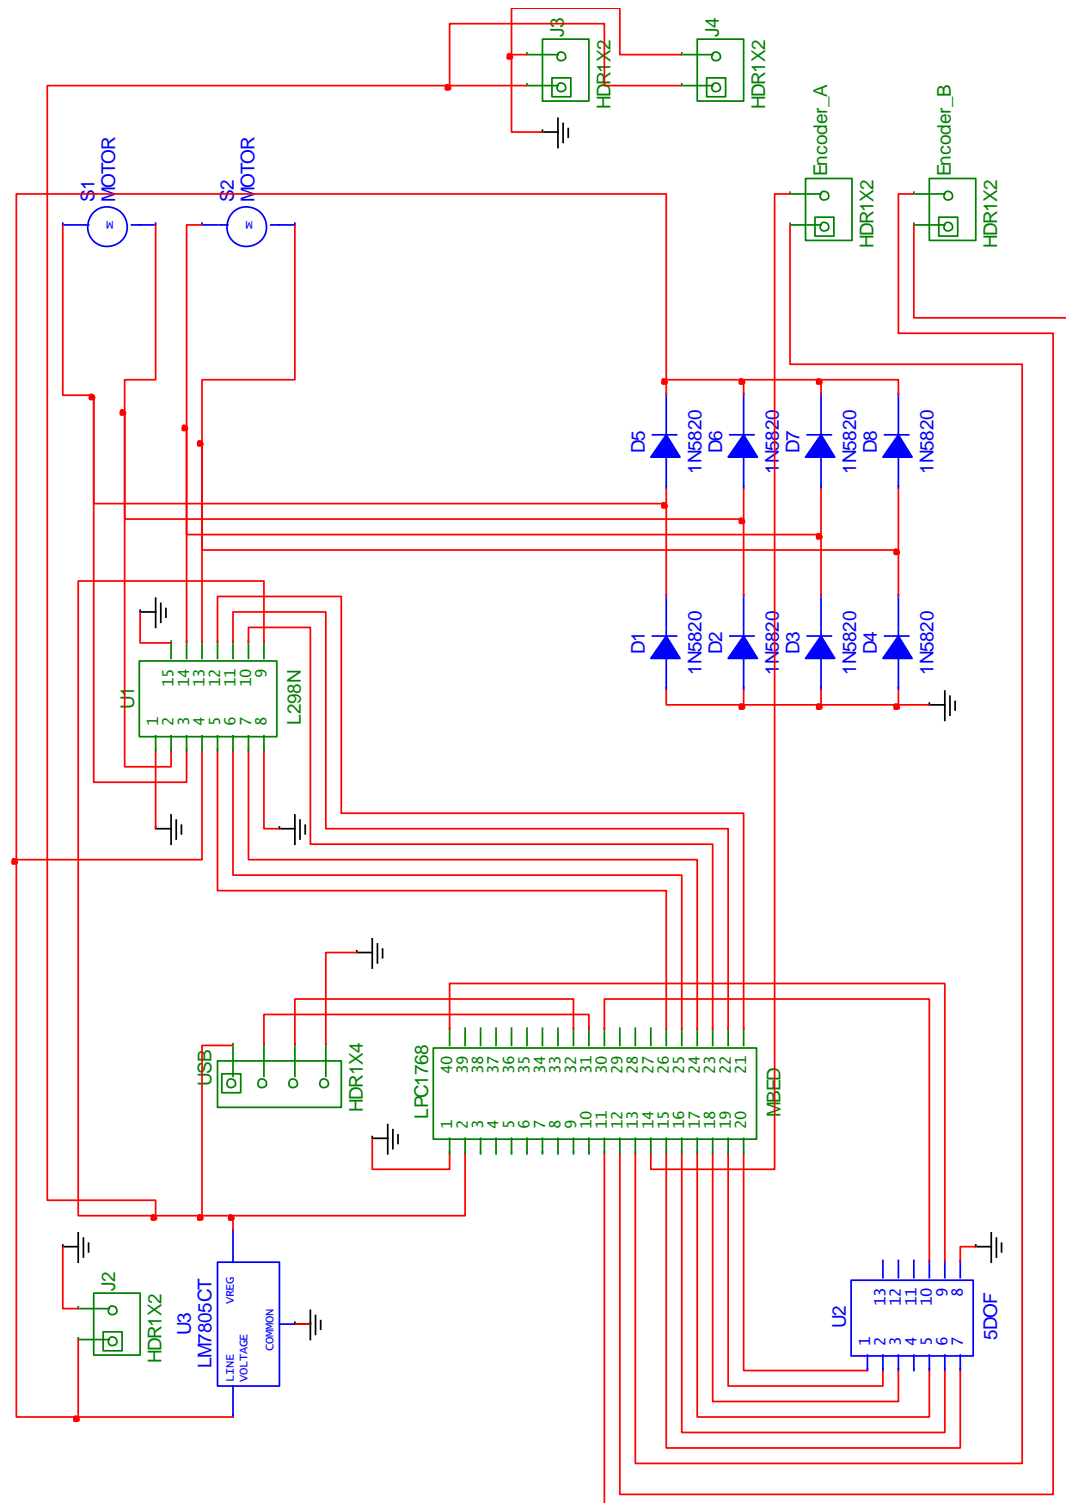 J3
HDR1X2
J4
HDR1X2
Encoder_A
HDR1X2
Encoder_B
HDR1X2
S1
MOTOR
M
S2
MOTOR
M
D5
1N5820
D6
1N5820
D7
1N5820
D8
1N5820
D1
1N5820
D2
1N5820
D3
1N5820
D4
1N5820
U1
15 14 13 12 11 10 9
1 2 3 4 5 6 7 8
L298N
USB
HDR1X4
LPC1768
40 39 38 37 36 35 34 33 32 31 30 29 28 27 26 25 24 23 22 21
1 2 3 4 5 6 7 8 9 10 11 12 13 14 15 16 17 18 19 20
MBED
J2
HDR1X2
U3
LM7805CT
VREG
LINE
VOLTAGE
COMMON
U2
13 12 11 10 9 8
1 2 3 4 5 6 7
5DOF